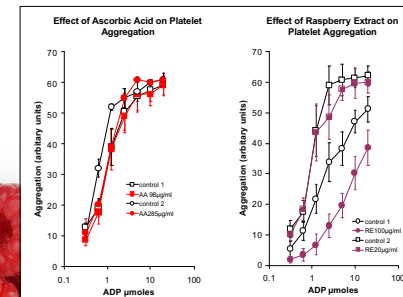 Effect of Ascorbic Acid on Platelet
Aggregation
70
60
50
40
30
20
10
0
Aggregation (arbitary units)
control 1
AA 98µg/ml
control 2
AA285µg/ml
0.1
1
10
100
ADP µmoles
Effect of Raspberry Extract on
Platelet Aggregation
70
60
50
40
30
20
10
0
Aggregation (arbitary units)
control 1
RE100µg/ml
control 2
RE20µg/ml
0.1
1
10
100
ADP µmoles